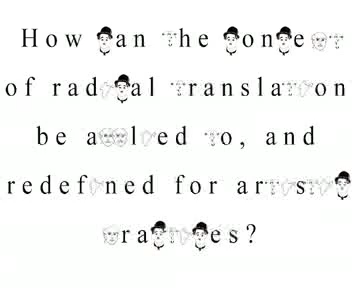 How can the concept
of radical translation
be applied to, and
redefined for artistic
practices?